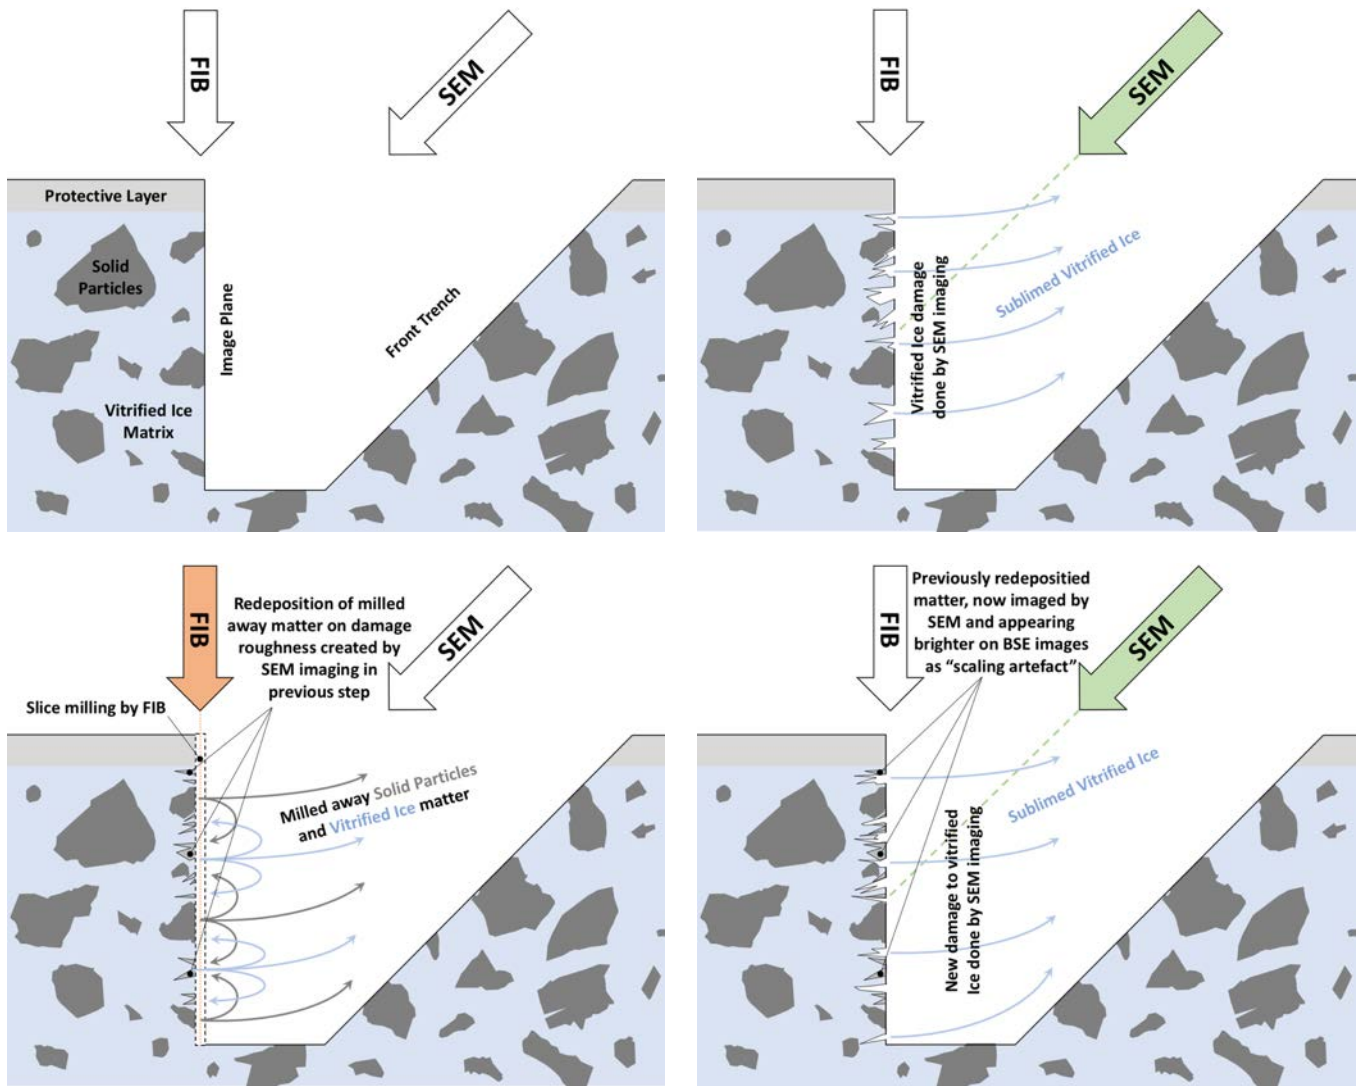 FIB
SEM
Protective Layer
Solid
Particles
Image Plane
Front Trench
Vitrified Ice
Matrix
FIB
SEM
Vitrified Ice damage
done by SEM imaging
Sublimed Vitrified Ice
FIB
SEM
Redeposition of milled
away matter on damage
roughness created by
SEM imaging in
previous step
Slice milling by FIB
Milled away Solid Particles
and Vitrified Ice matter
FIB
SEM
Previously redepositied
matter, now imaged by
SEM and appearing
brighter on BSE images
as “scaling artefact”
Sublimed Vitrified Ice
New damage to vitrified
Ice done by SEM imaging